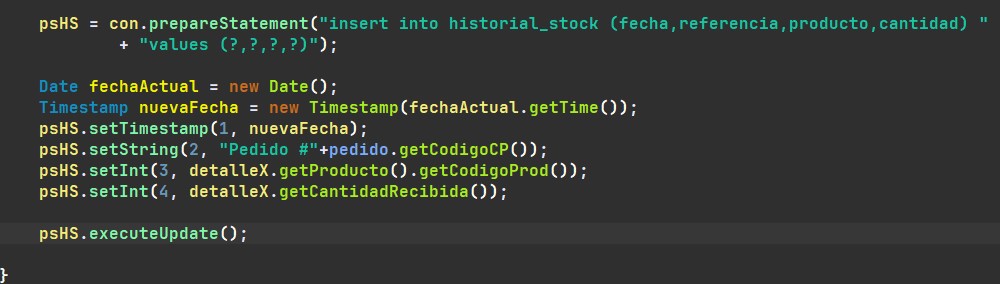 psHS = con.prepareStatement("insert into historial_stock (fecha,referencia,producto,cantidad) "
+ "values (?,?,?,?)");
Date fechaActual = new Date();
Timestamp nuevaFecha = new Timestamp(fechaActual.getTime());
psHS.setTimestamp(1, nuevaFecha);
psHS.setString(2, "Pedido #"+pedido.getCodigoCP());
psHS.setInt(3, detalleX.getProducto().getCodigoProd());
psHS.setInt(4, detalleX.getCantidadRecibida());
psHS.executeUpdate();
}